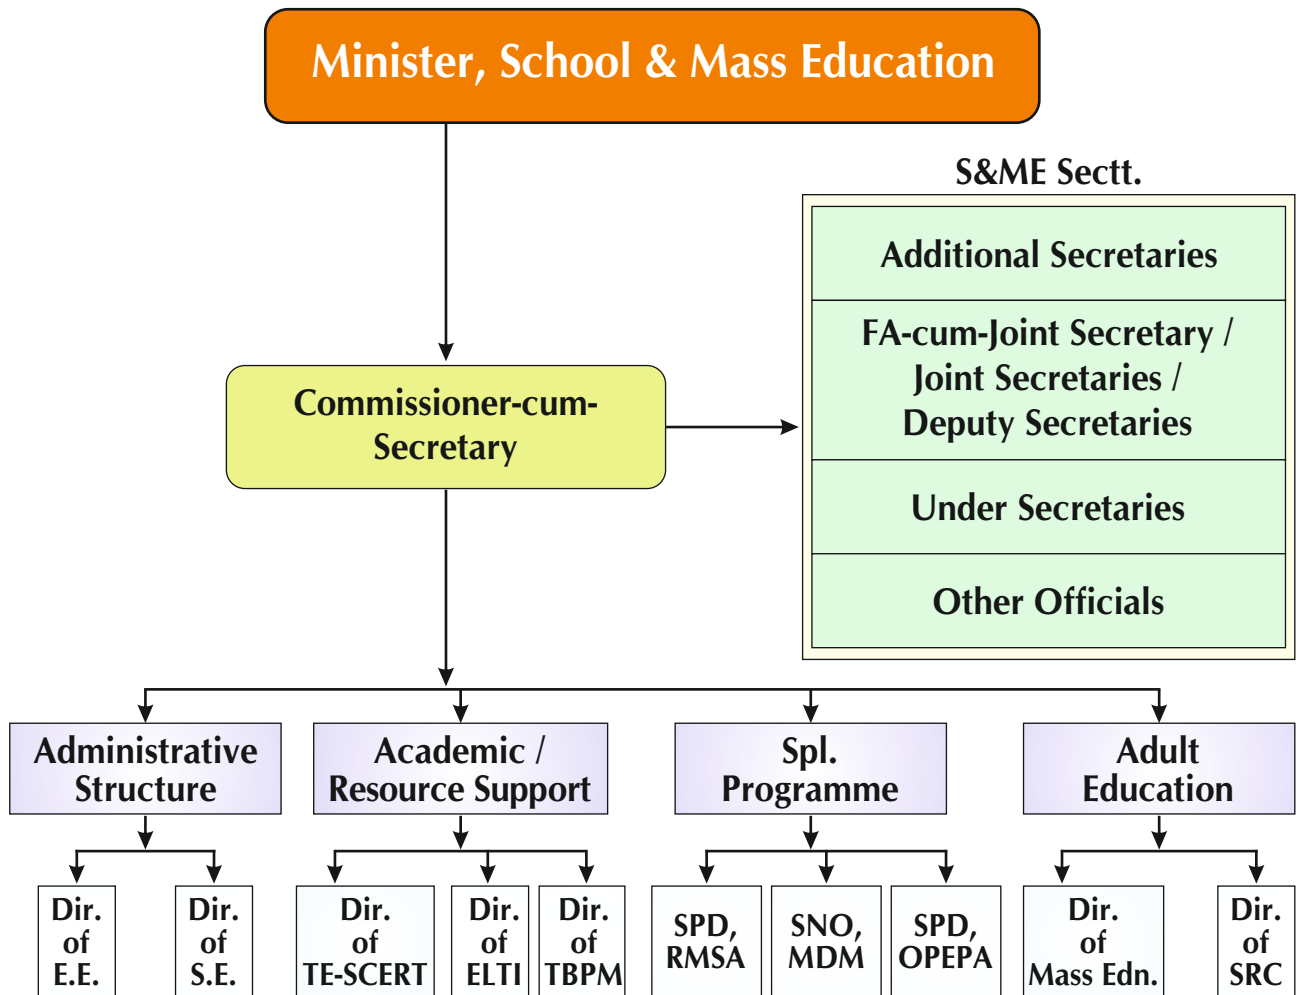 Minister, School & Mass Education
S&ME Sectt.
Additional Secretaries
FA-cum-Joint Secretary /
Joint Secretaries /
Deputy Secretaries
Under Secretaries
Other Officials
Commissioner-cum-
Secretary
Administrative
Structure
Academic /
Resource Support
Spl.
Programme
Adult
Education
Dir.
of
E.E.
Dir.
of
S.E.
Dir.
of
TE-SCERT
Dir.
of
ELTI
Dir.
of
TBPM
SPD,
RMSA
SNO,
MDM
SPD,
OPEPA
Dir.
of
Mass Edn.
Dir.
of
SRC